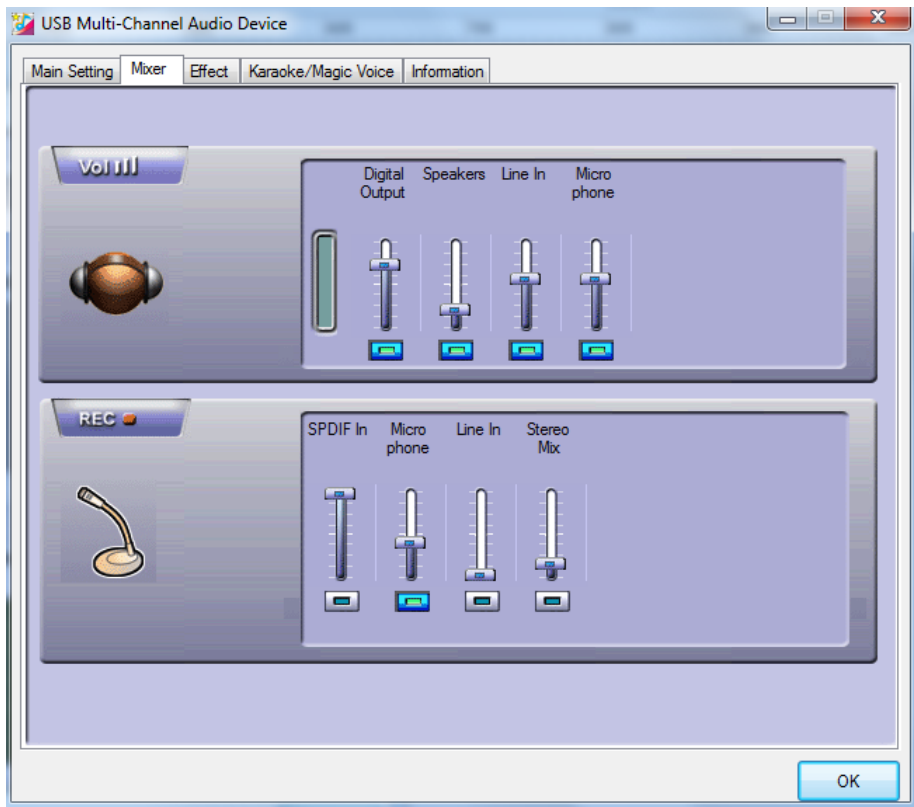 USB Multi-Channel Audio Device
Main Setting Mixer Effect Karaoke/Magic Voice Information
Vol
Digital Output Speakers Line In Micro phone
REC
SPDIF In Micro phone Line In Stereo Mix
OK